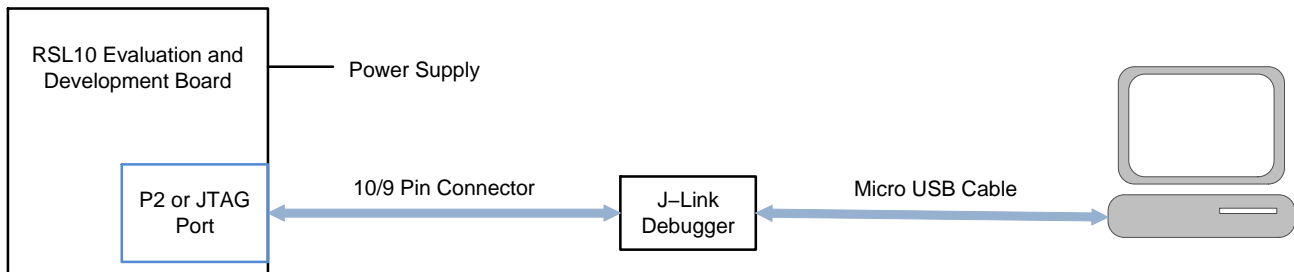 RSL10 Evaluation and
Development Board
Power Supply
P2 or JTAG
Port
10/9 Pin Connector
J–Link
Debugger
Micro USB Cable